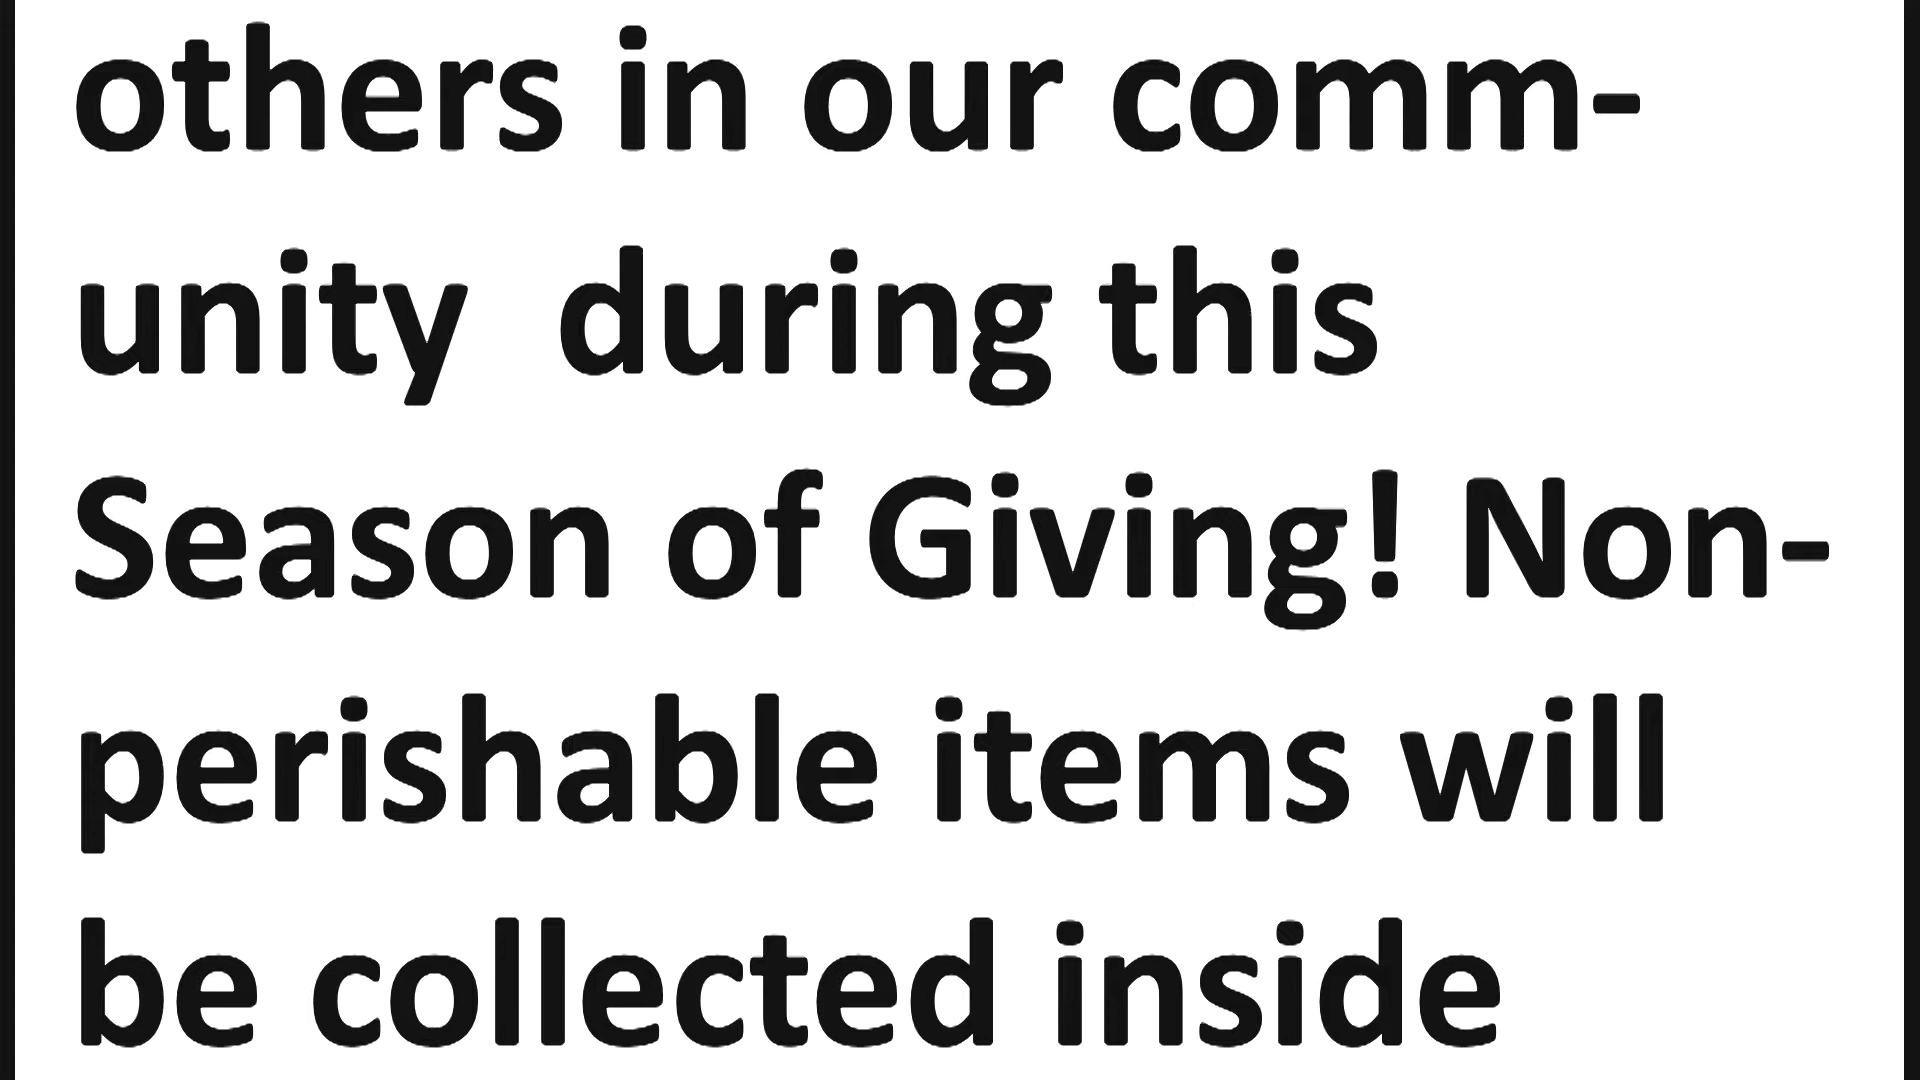 others in our comm-
unity  during this
Season of Giving! Non-
perishable items will
be collected inside